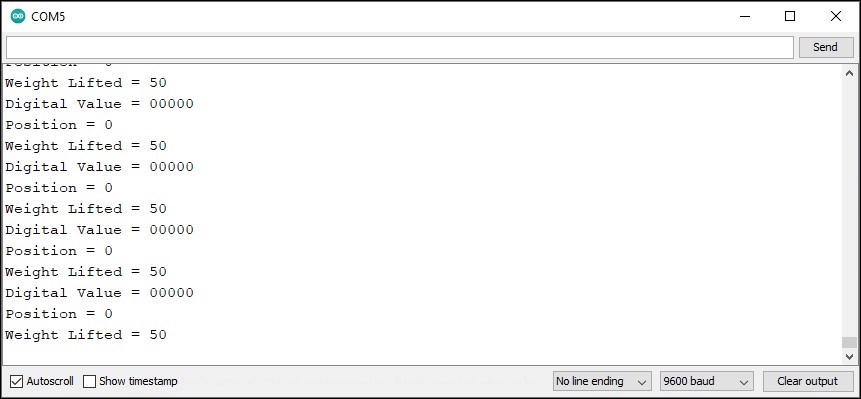 COM5
Send
Position = 0
Weight Lifted = 50
Digital Value = 00000
Position = 0
Weight Lifted = 50
Digital Value = 00000
Position = 0
Weight Lifted = 50
Digital Value = 00000
Position = 0
Weight Lifted = 50
Digital Value = 00000
Position = 0
Weight Lifted = 50
Autoscroll Show timestamp No line ending 9600 baud Clear output